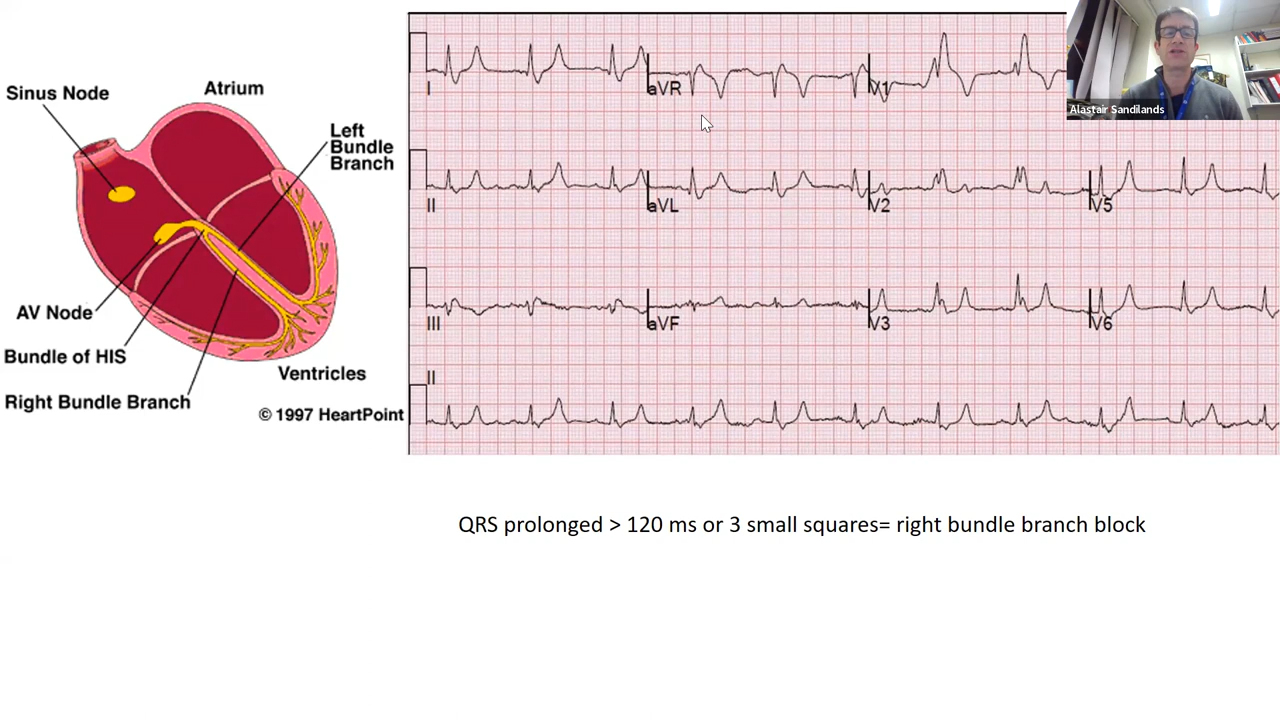 Sinus Node
Atrium
Left
Bundle
Branch
AV Node
Bundle of HIS
Right Bundle Branch
Ventricles
© 1997 HeartPoint
I
aVR
V1
II
aVL
V2
V5
III
aVF
V3
V6
II
Alastair Sandilands
QRS prolonged > 120 ms or 3 small squares= right bundle branch block